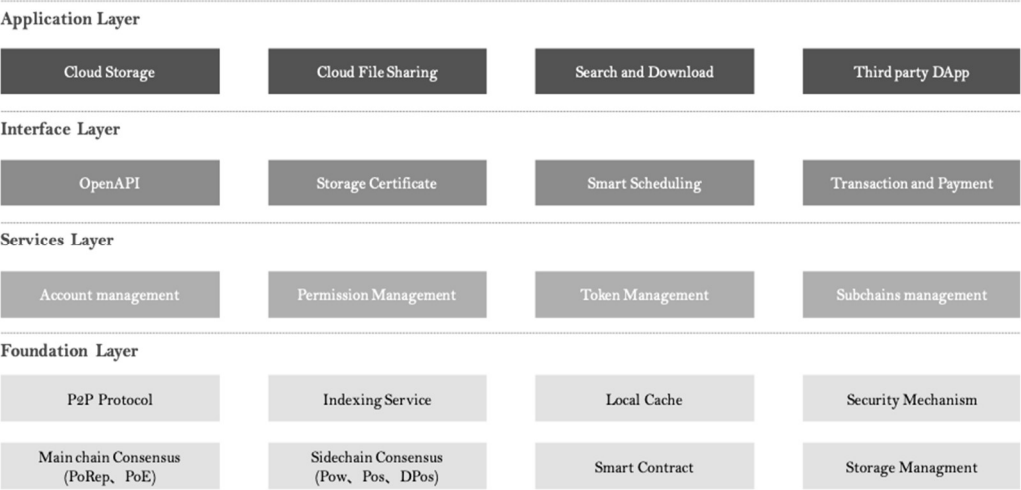 Application Layer
Cloud Storage
Cloud File Sharing
Search and Download
Third party DApp
Interface Layer
OpenAPI
Storage Certificate
Smart Scheduling
Transaction and Payment
Services Layer
Account management
Permission Management
Token Management
Subchains management
Foundation Layer
P2P Protocol
Indexing Service
Local Cache
Security Mechanism
Main chain Consensus
(PoRep、PoE)
Sidechain Consensus
(Pow、Pos、DPos)
Smart Contract
Storage Managment